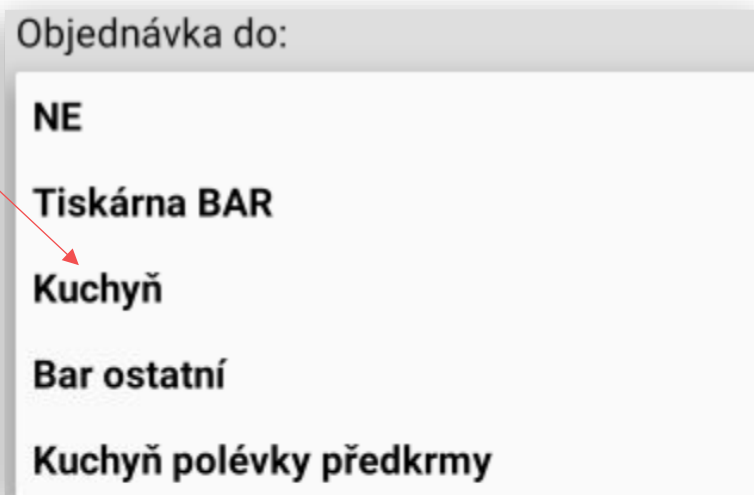 Objednávka do:
NE
Tiskárna BAR
Kuchyň
Bar ostatní
Kuchyň polévky předkrmy